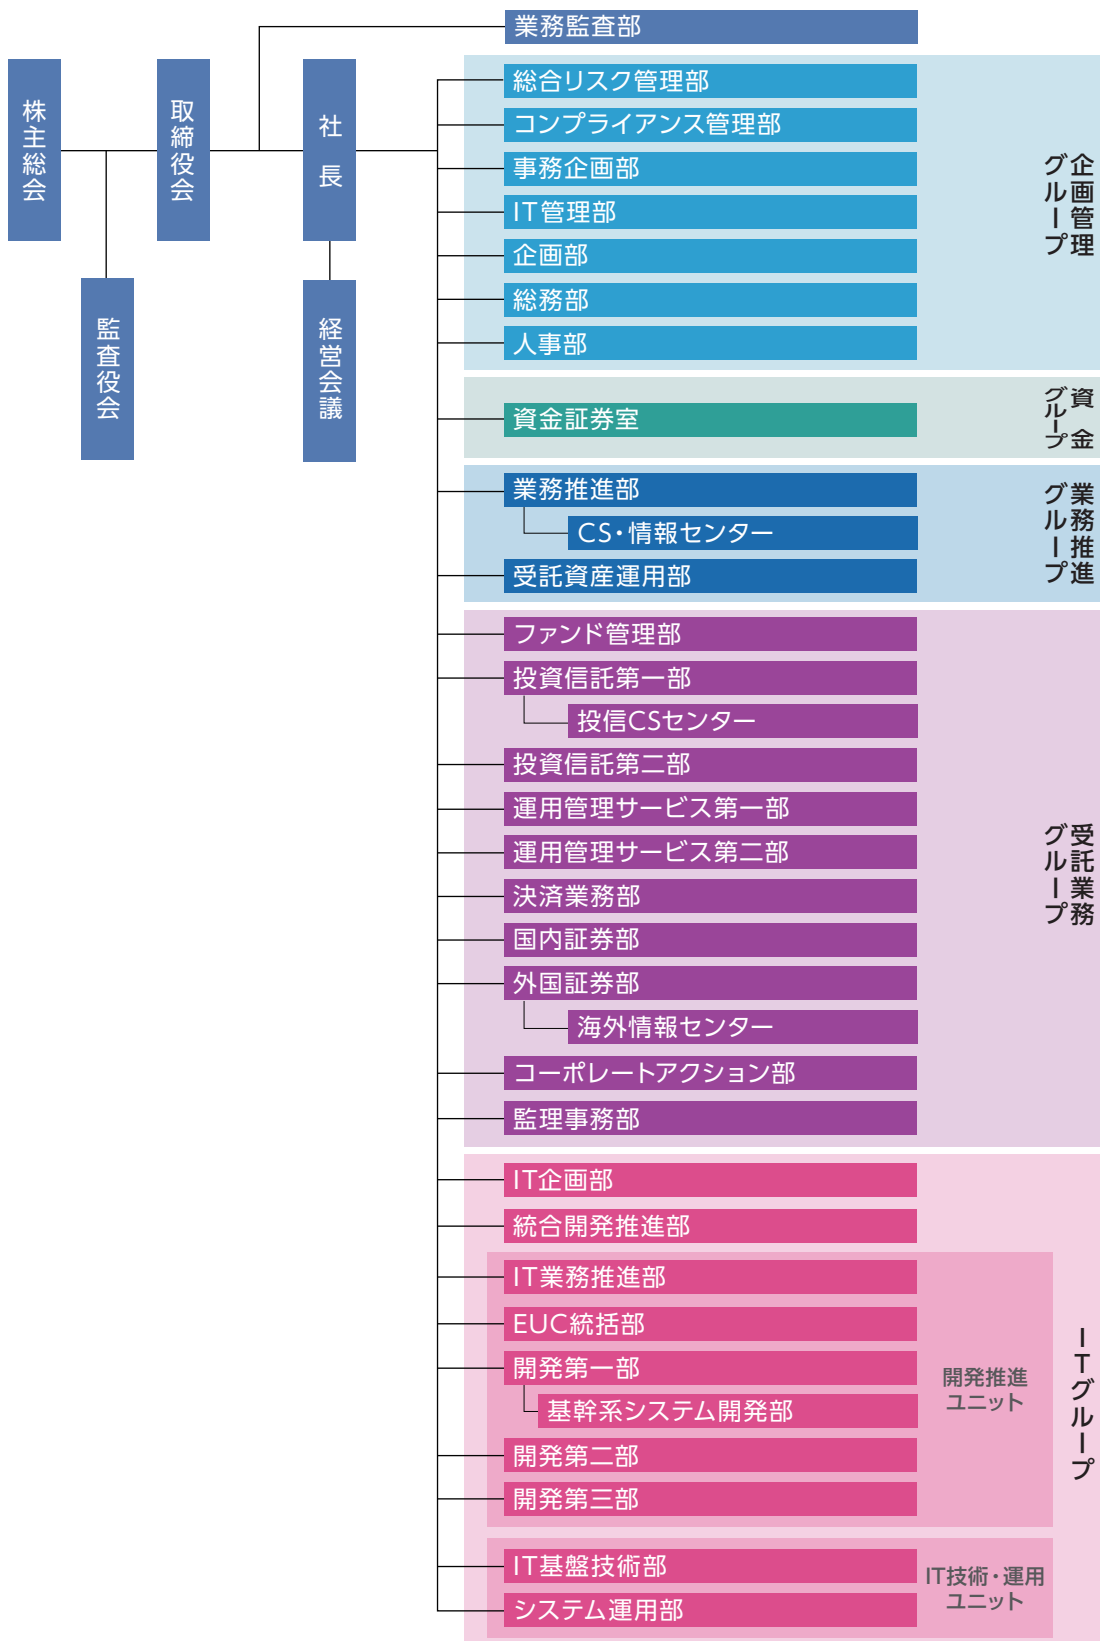 株主総会
監査役会
取締役会
社長
経営会議
業務監査部
総合リスク管理部
コンプライアンス管理部
事務企画部
IT管理部
企画部
総務部
人事部
企画管理
グループ
資金証券室
資金
グループ
業務推進部
CS・情報センター
受託資産運用部
業務推進
グループ
ファンド管理部
投資信託第一部
投信CSセンター
投資信託第二部
運用管理サービス第一部
運用管理サービス第二部
決済業務部
国内証券部
外国証券部
海外情報センター
コーポレートアクション部
監理事務部
受託業務
グループ
IT企画部
統合開発推進部
IT業務推進部
EUC統括部
開発第一部
基幹系システム開発部
開発第二部
開発第三部
開発推進
ユニット
IT基盤技術部
システム運用部
IT技術・運用
ユニット
ITグループ